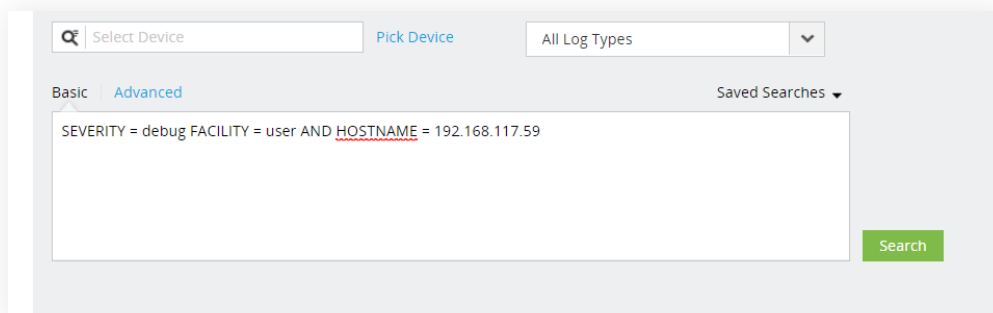 Select Device
Pick Device
All Log Types
Basic
Advanced
Saved Searches
SEVERITY = debug FACILITY = user AND HOSTNAME = 192.168.117.59
Search